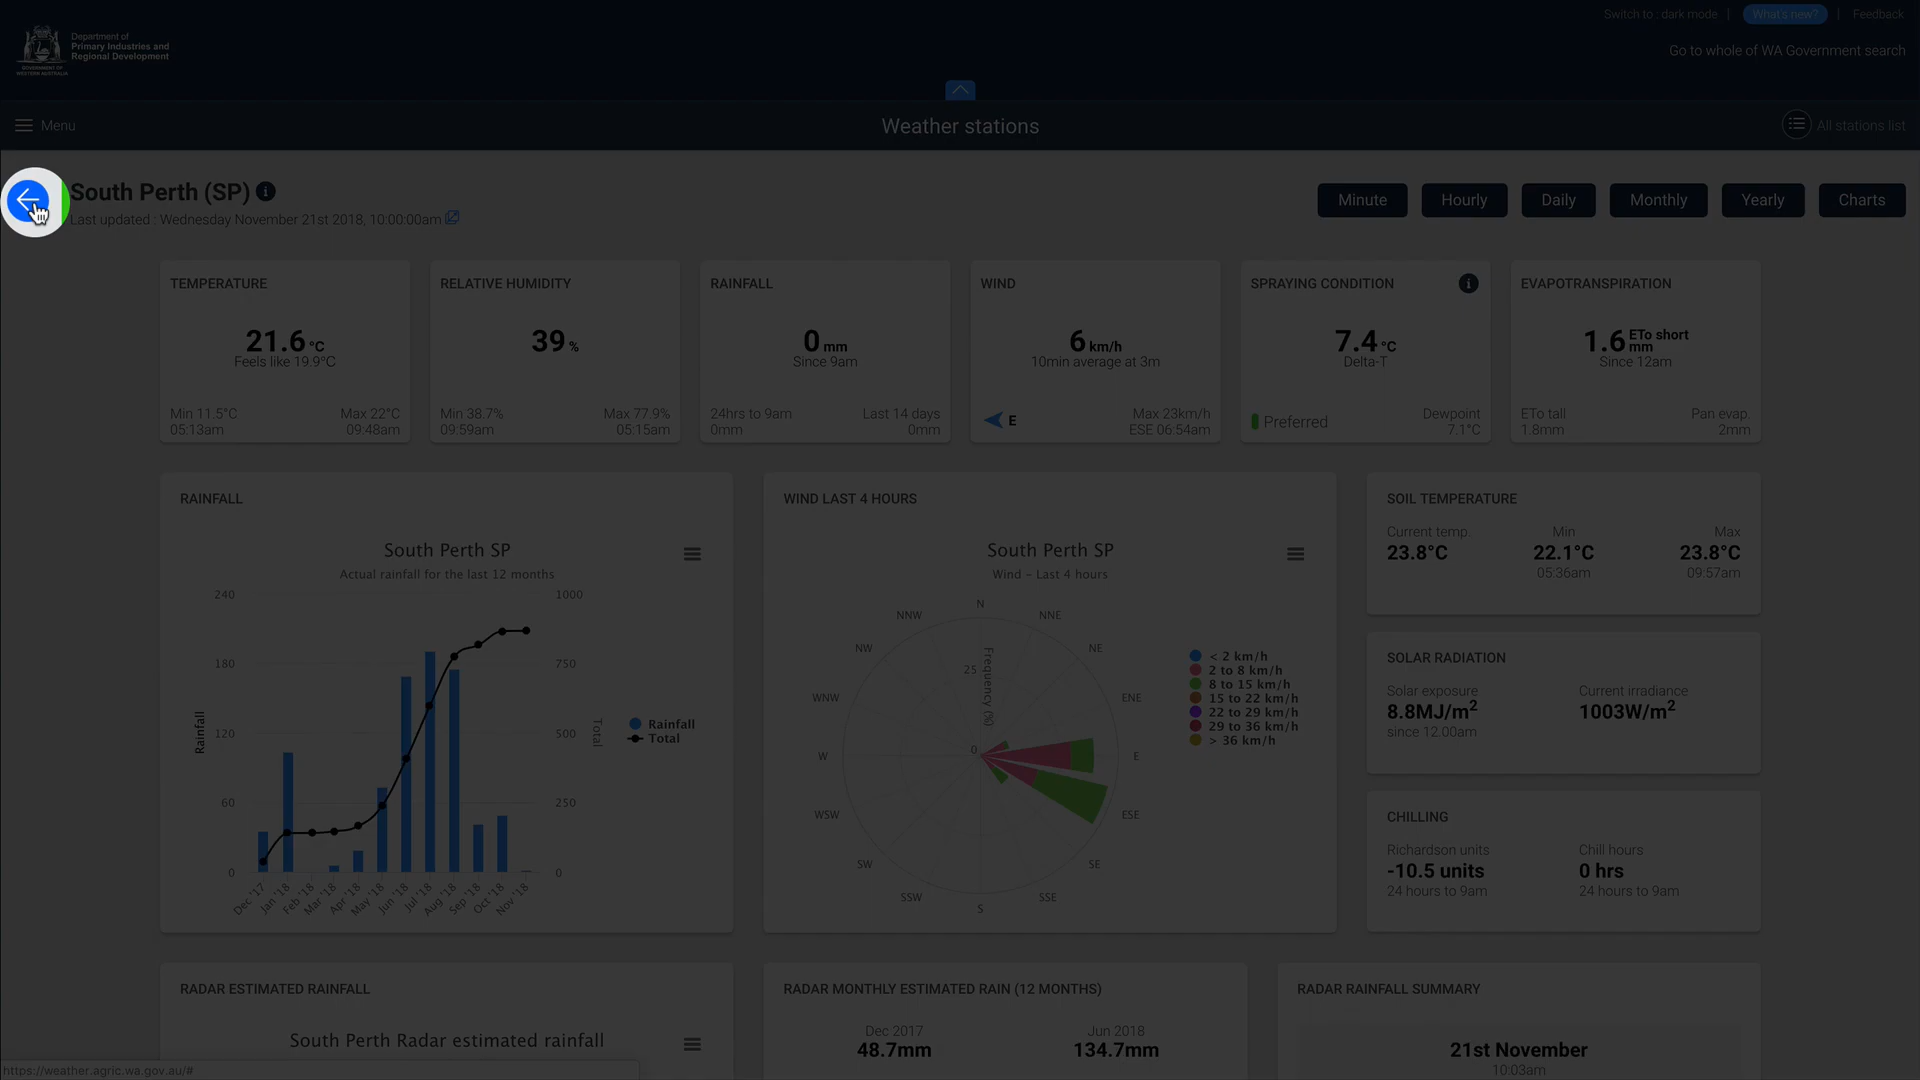 Switch to : dark mode
What's new?
Feedback
Department of
Primary Industries and
Regional Development
GOVERNMENT OF
WESTERN AUSTRALIA
Go to whole of WA Government search
Menu
Weather stations
All stations list
South Perth (SP)
Last updated : Wednesday November 21st 2018, 10:00:00am
Minute
Hourly
Daily
Monthly
Yearly
Charts
TEMPERATURE
21.6 °C
Feels like 19.9°C
Min 11.5°C
05:13am
Max 22°C
09:48am
RELATIVE HUMIDITY
39 %
Min 38.7%
09:59am
Max 77.9%
05:15am
RAINFALL
0 mm
Since 9am
24hrs to 9am
0mm
Last 14 days
0mm
WIND
6 km/h
10min average at 3m
E
Max 23km/h
ESE 06:54am
SPRAYING CONDITION
7.4 °C
Delta-T
Preferred
Dewpoint
7.1°C
EVAPOTRANSPIRATION
1.6 ETo short mm
Since 12am
ETo tall
1.8mm
Pan evap.
2mm
RAINFALL
South Perth SP
Actual rainfall for the last 12 months
240
180
120
60
0
Rainfall
1000
750
500
250
0
Total
Rainfall
Total
Dec '17
Jan '18
Feb '18
Mar '18
Apr '18
May '18
Jun '18
Jul '18
Aug '18
Sep '18
Oct '18
Nov '18
WIND LAST 4 HOURS
South Perth SP
Wind – Last 4 hours
N
NNE
NE
ENE
E
ESE
SE
SSE
S
SSW
SW
WSW
W
WNW
NW
NNW
25
0
Frequency (%)
< 2 km/h
2 to 8 km/h
8 to 15 km/h
15 to 22 km/h
22 to 29 km/h
29 to 36 km/h
> 36 km/h
SOIL TEMPERATURE
Current temp.
23.8°C
Min
22.1°C
05:36am
Max
23.8°C
09:57am
SOLAR RADIATION
Solar exposure
8.8MJ/m²
since 12.00am
Current irradiance
1003W/m²
CHILLING
Richardson units
-10.5 units
24 hours to 9am
Chill hours
0 hrs
24 hours to 9am
RADAR ESTIMATED RAINFALL
South Perth Radar estimated rainfall
RADAR MONTHLY ESTIMATED RAIN (12 MONTHS)
Dec 2017
48.7mm
Jun 2018
134.7mm
RADAR RAINFALL SUMMARY
21st November
10:03am
https://weather.agric.wa.gov.au/#